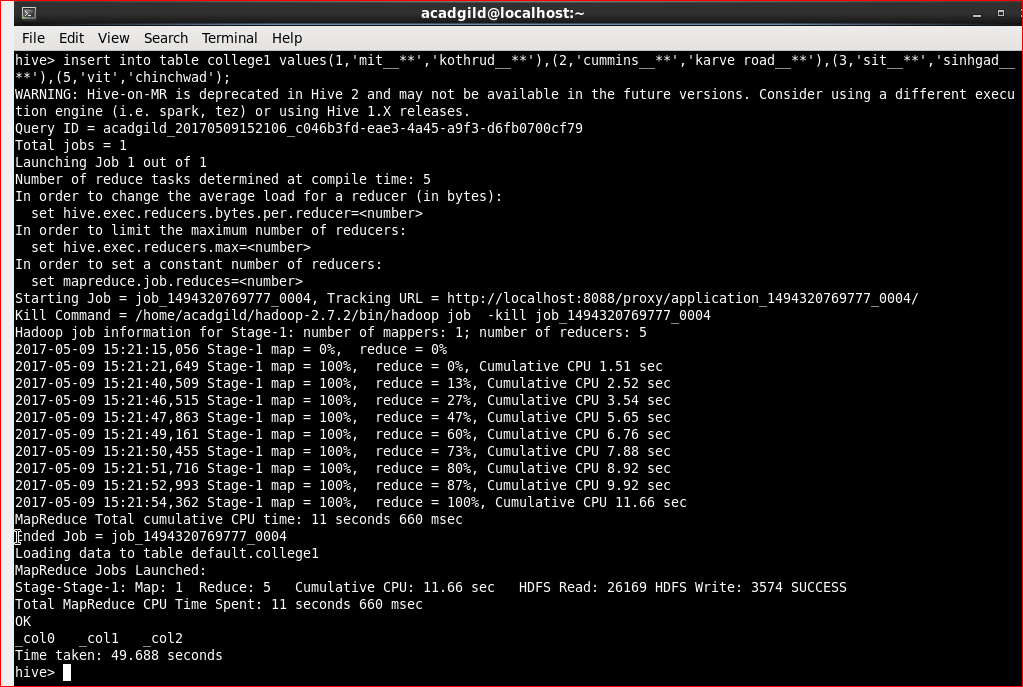 acadgild@localhost:~
File Edit View Search Terminal Help
hive> insert into table college1 values(1,'mit__**','kothrud__**'),(2,'cummins__**','karve road__**'),(3,'sit__**','sinhgad__
**'),(5,'vit','chinchwad');
WARNING: Hive-on-MR is deprecated in Hive 2 and may not be available in the future versions. Consider using a different execu
tion engine (i.e. spark, tez) or using Hive 1.X releases.
Query ID = acadgild_20170509152106_c046b3fd-eae3-4a45-a9f3-d6fb0700cf79
Total jobs = 1
Launching Job 1 out of 1
Number of reduce tasks determined at compile time: 5
In order to change the average load for a reducer (in bytes):
  set hive.exec.reducers.bytes.per.reducer=<number>
In order to limit the maximum number of reducers:
  set hive.exec.reducers.max=<number>
In order to set a constant number of reducers:
  set mapreduce.job.reduces=<number>
Starting Job = job_1494320769777_0004, Tracking URL = http://localhost:8088/proxy/application_1494320769777_0004/
Kill Command = /home/acadgild/hadoop-2.7.2/bin/hadoop job  -kill job_1494320769777_0004
Hadoop job information for Stage-1: number of mappers: 1; number of reducers: 5
2017-05-09 15:21:15,056 Stage-1 map = 0%,  reduce = 0%
2017-05-09 15:21:21,649 Stage-1 map = 100%,  reduce = 0%, Cumulative CPU 1.51 sec
2017-05-09 15:21:40,509 Stage-1 map = 100%,  reduce = 13%, Cumulative CPU 2.52 sec
2017-05-09 15:21:46,515 Stage-1 map = 100%,  reduce = 27%, Cumulative CPU 3.54 sec
2017-05-09 15:21:47,863 Stage-1 map = 100%,  reduce = 47%, Cumulative CPU 5.65 sec
2017-05-09 15:21:49,161 Stage-1 map = 100%,  reduce = 60%, Cumulative CPU 6.76 sec
2017-05-09 15:21:50,455 Stage-1 map = 100%,  reduce = 73%, Cumulative CPU 7.88 sec
2017-05-09 15:21:51,716 Stage-1 map = 100%,  reduce = 80%, Cumulative CPU 8.92 sec
2017-05-09 15:21:52,993 Stage-1 map = 100%,  reduce = 87%, Cumulative CPU 9.92 sec
2017-05-09 15:21:54,362 Stage-1 map = 100%,  reduce = 100%, Cumulative CPU 11.66 sec
MapReduce Total cumulative CPU time: 11 seconds 660 msec
Ended Job = job_1494320769777_0004
Loading data to table default.college1
MapReduce Jobs Launched:
Stage-Stage-1: Map: 1  Reduce: 5   Cumulative CPU: 11.66 sec   HDFS Read: 26169 HDFS Write: 3574 SUCCESS
Total MapReduce CPU Time Spent: 11 seconds 660 msec
OK
_col0   _col1   _col2
Time taken: 49.688 seconds
hive>